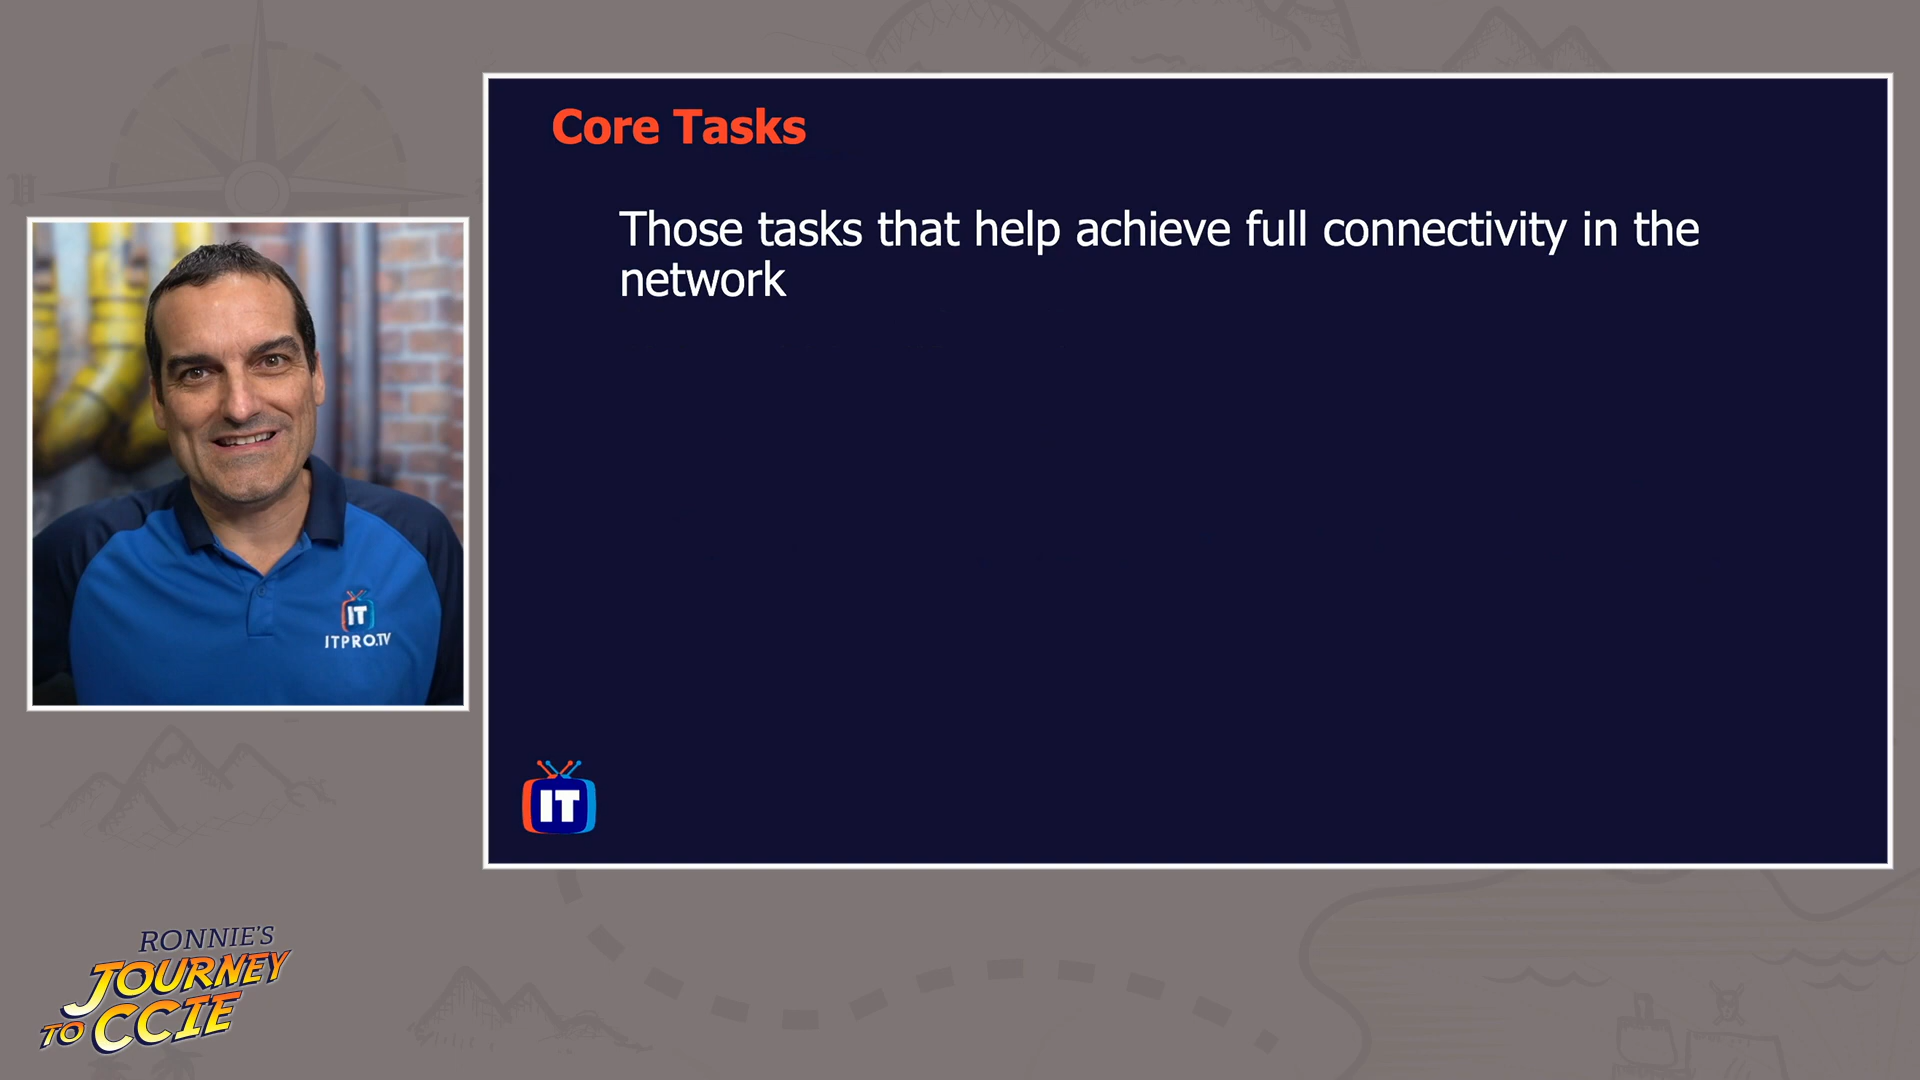 Core Tasks
Those tasks that help achieve full connectivity in the
network
IT
ITPRO.TV
IT
RONNIE'S
JOURNEY
TO CCIE